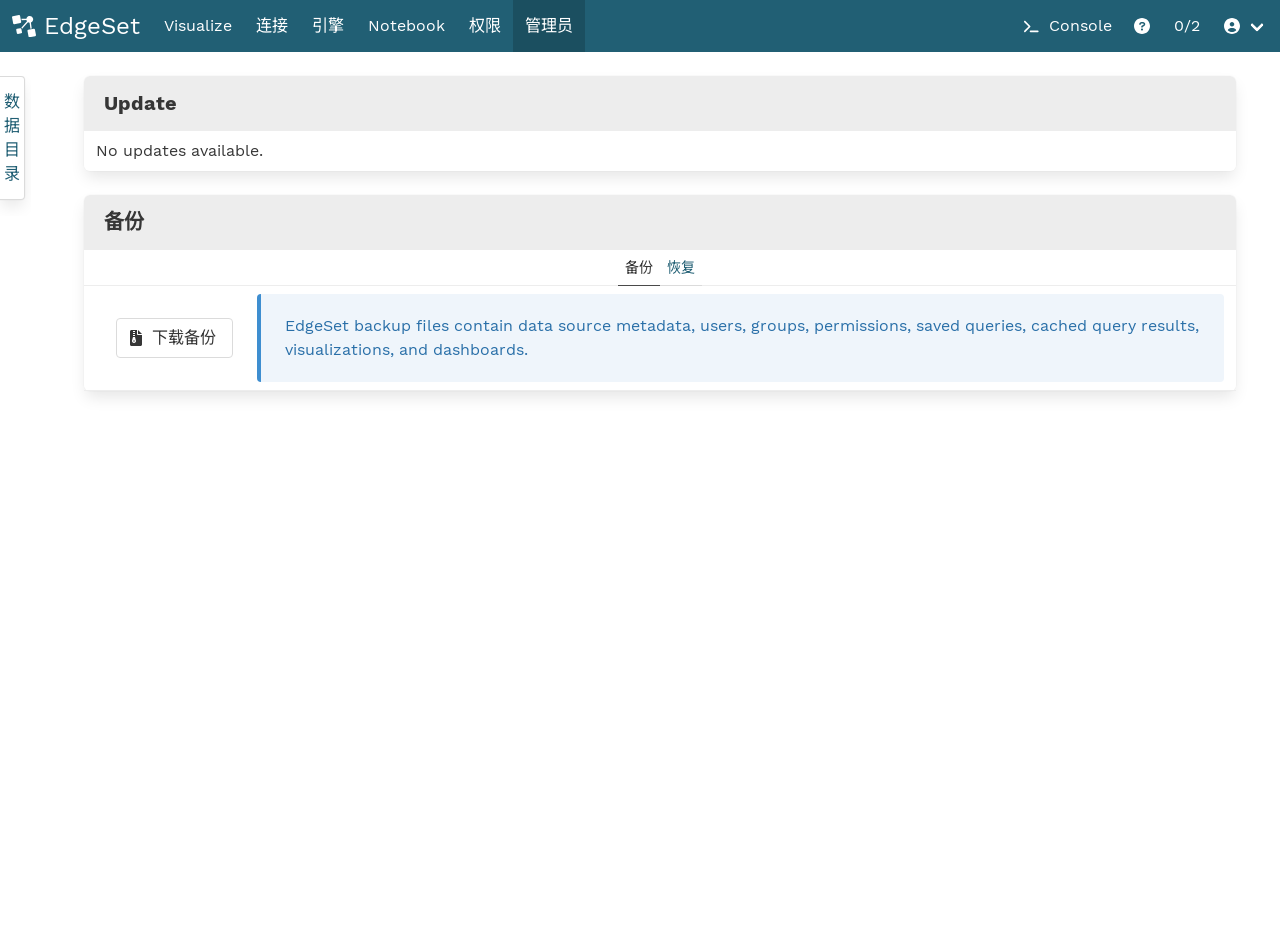 EdgeSet Visualize 连接 引擎 Notebook 权限 管理员 Console 0/2
数据目录
Update
No updates available.
备份
备份 恢复
下载备份
EdgeSet backup files contain data source metadata, users, groups, permissions, saved queries, cached query results,
visualizations, and dashboards.